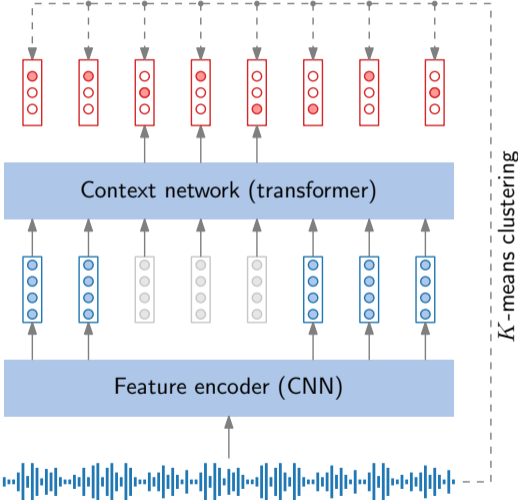 Context network (transformer)
K-means clustering
Feature encoder (CNN)